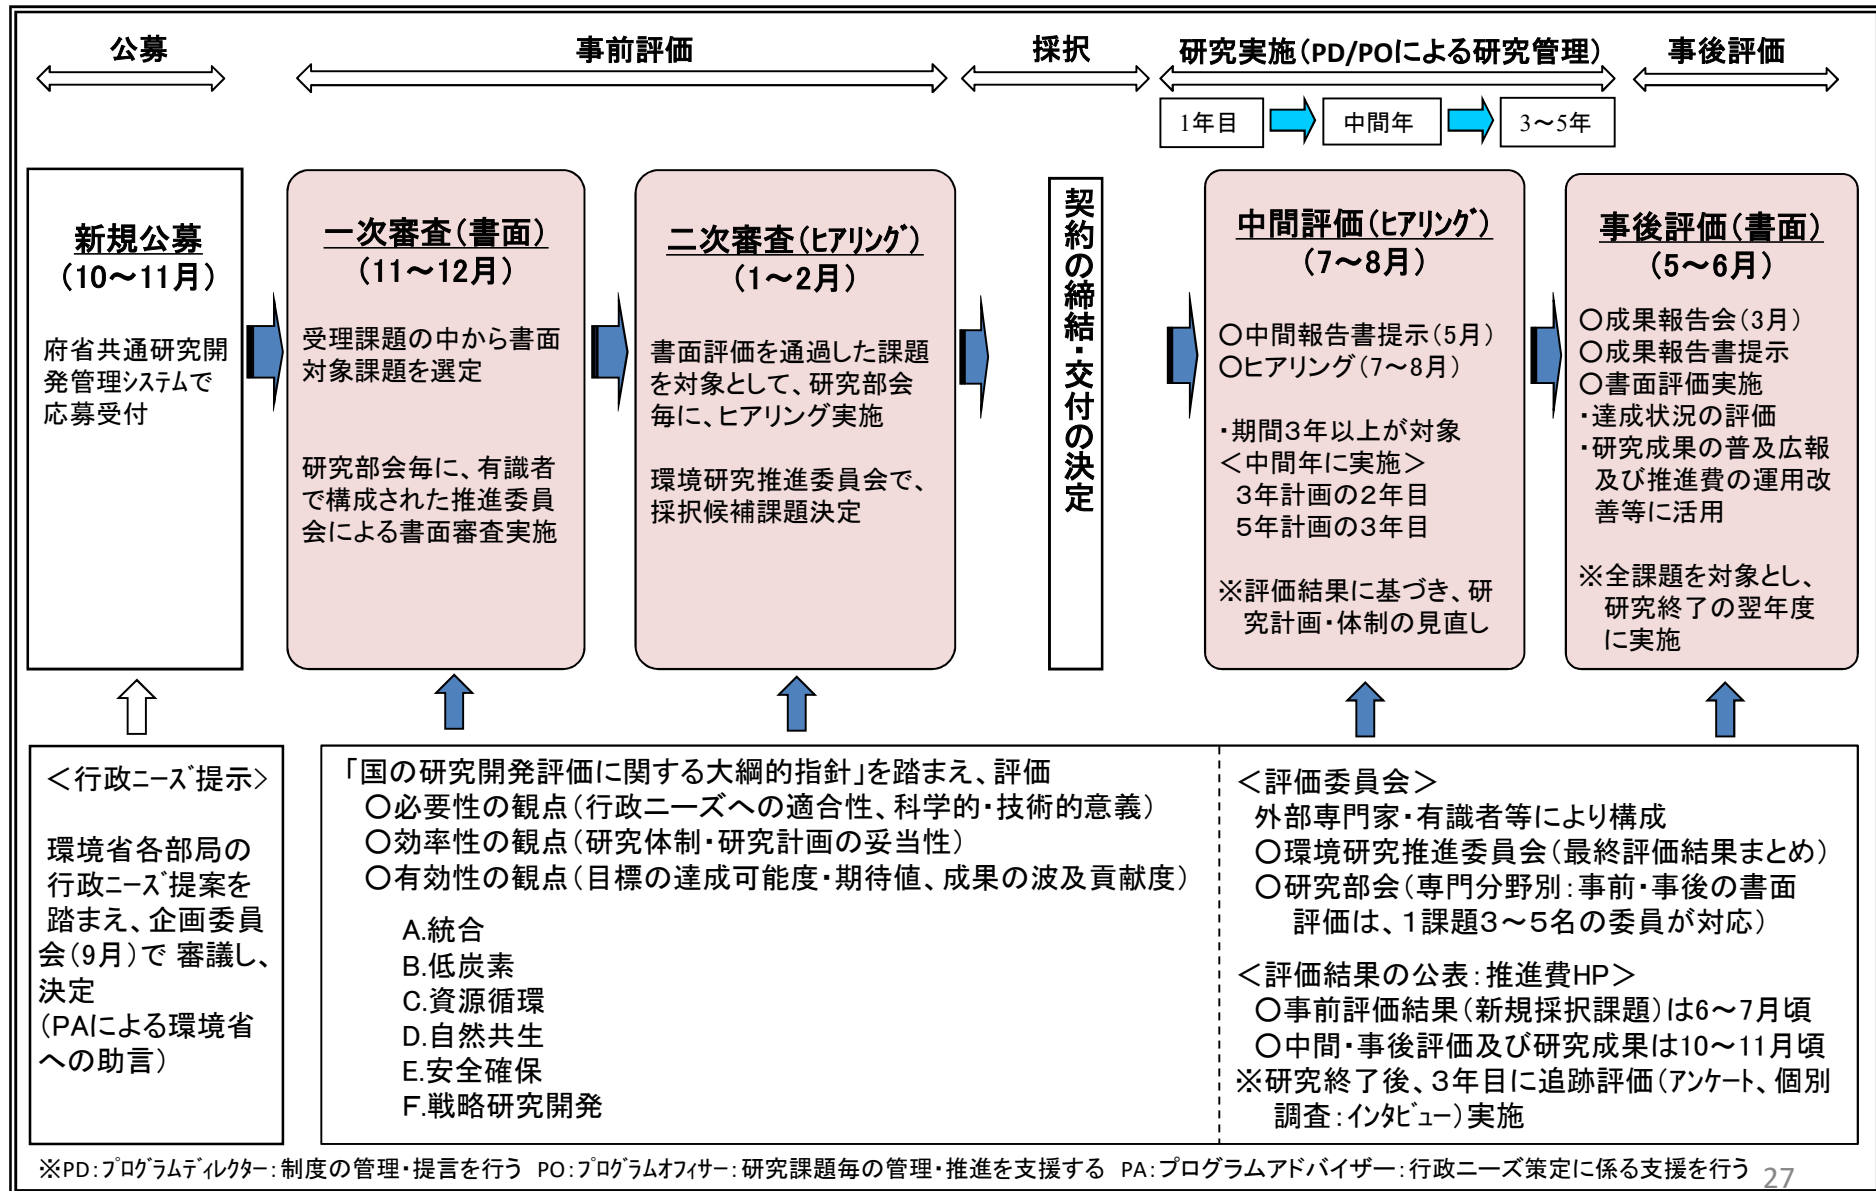 公募
事前評価
採択
研究実施(PD/POによる研究管理)
事後評価
1年目
中間年
3～5年
新規公募
(10～11月)
府省共通研究開
発管理ｼｽﾃﾑで
応募受付
一次審査(書面)
(11～12月)
受理課題の中から書面
対象課題を選定
研究部会毎に、有識者
で構成された推進委員
会による書面審査実施
二次審査(ﾋｱﾘﾝｸﾞ)
(1～2月)
書面評価を通過した課題
を対象として、研究部会
毎に、ヒアリング実施
環境研究推進委員会で、
採択候補課題決定
契約の締結・交付の決定
中間評価(ﾋｱﾘﾝｸﾞ)
(7～8月)
○中間報告書提示(5月)
○ヒアリング(7～8月)
・期間３年以上が対象
＜中間年に実施＞
３年計画の２年目
５年計画の３年目
※評価結果に基づき、研
究計画・体制の見直し
事後評価(書面)
(5～6月)
○成果報告会(3月)
○成果報告書提示
○書面評価実施
・達成状況の評価
・研究成果の普及広報
及び推進費の運用改
善等に活用
※全課題を対象とし、
研究終了の翌年度
に実施
＜行政ﾆｰｽﾞ提示＞
環境省各部局の
行政ﾆｰｽﾞ提案を
踏まえ、企画委員
会(9月)で 審議し、
決定
(PAによる環境省
への助言)
「国の研究開発評価に関する大綱的指針」を踏まえ、評価
○必要性の観点(行政ニーズへの適合性、科学的・技術的意義)
○効率性の観点(研究体制・研究計画の妥当性)
○有効性の観点(目標の達成可能度・期待値、成果の波及貢献度)
A.統合
B.低炭素
C.資源循環
D.自然共生
E.安全確保
F.戦略研究開発
＜評価委員会＞
外部専門家・有識者等により構成
○環境研究推進委員会(最終評価結果まとめ)
○研究部会(専門分野別:事前・事後の書面
評価は、１課題３～５名の委員が対応)
＜評価結果の公表:推進費HP＞
○事前評価結果(新規採択課題)は6～7月頃
○中間・事後評価及び研究成果は10～11月頃
※研究終了後、３年目に追跡評価(アンケート、個別
調査:ｲﾝﾀﾋﾞｭｰ)実施
※PD:ﾌﾟﾛｸﾞﾗﾑﾃﾞｨﾚｸﾀｰ:制度の管理・提言を行う PO:ﾌﾟﾛｸﾞﾗﾑｵﾌｨｻｰ:研究課題毎の管理・推進を支援する PA:プログラムアドバイザー:行政ニーズ策定に係る支援を行う
27